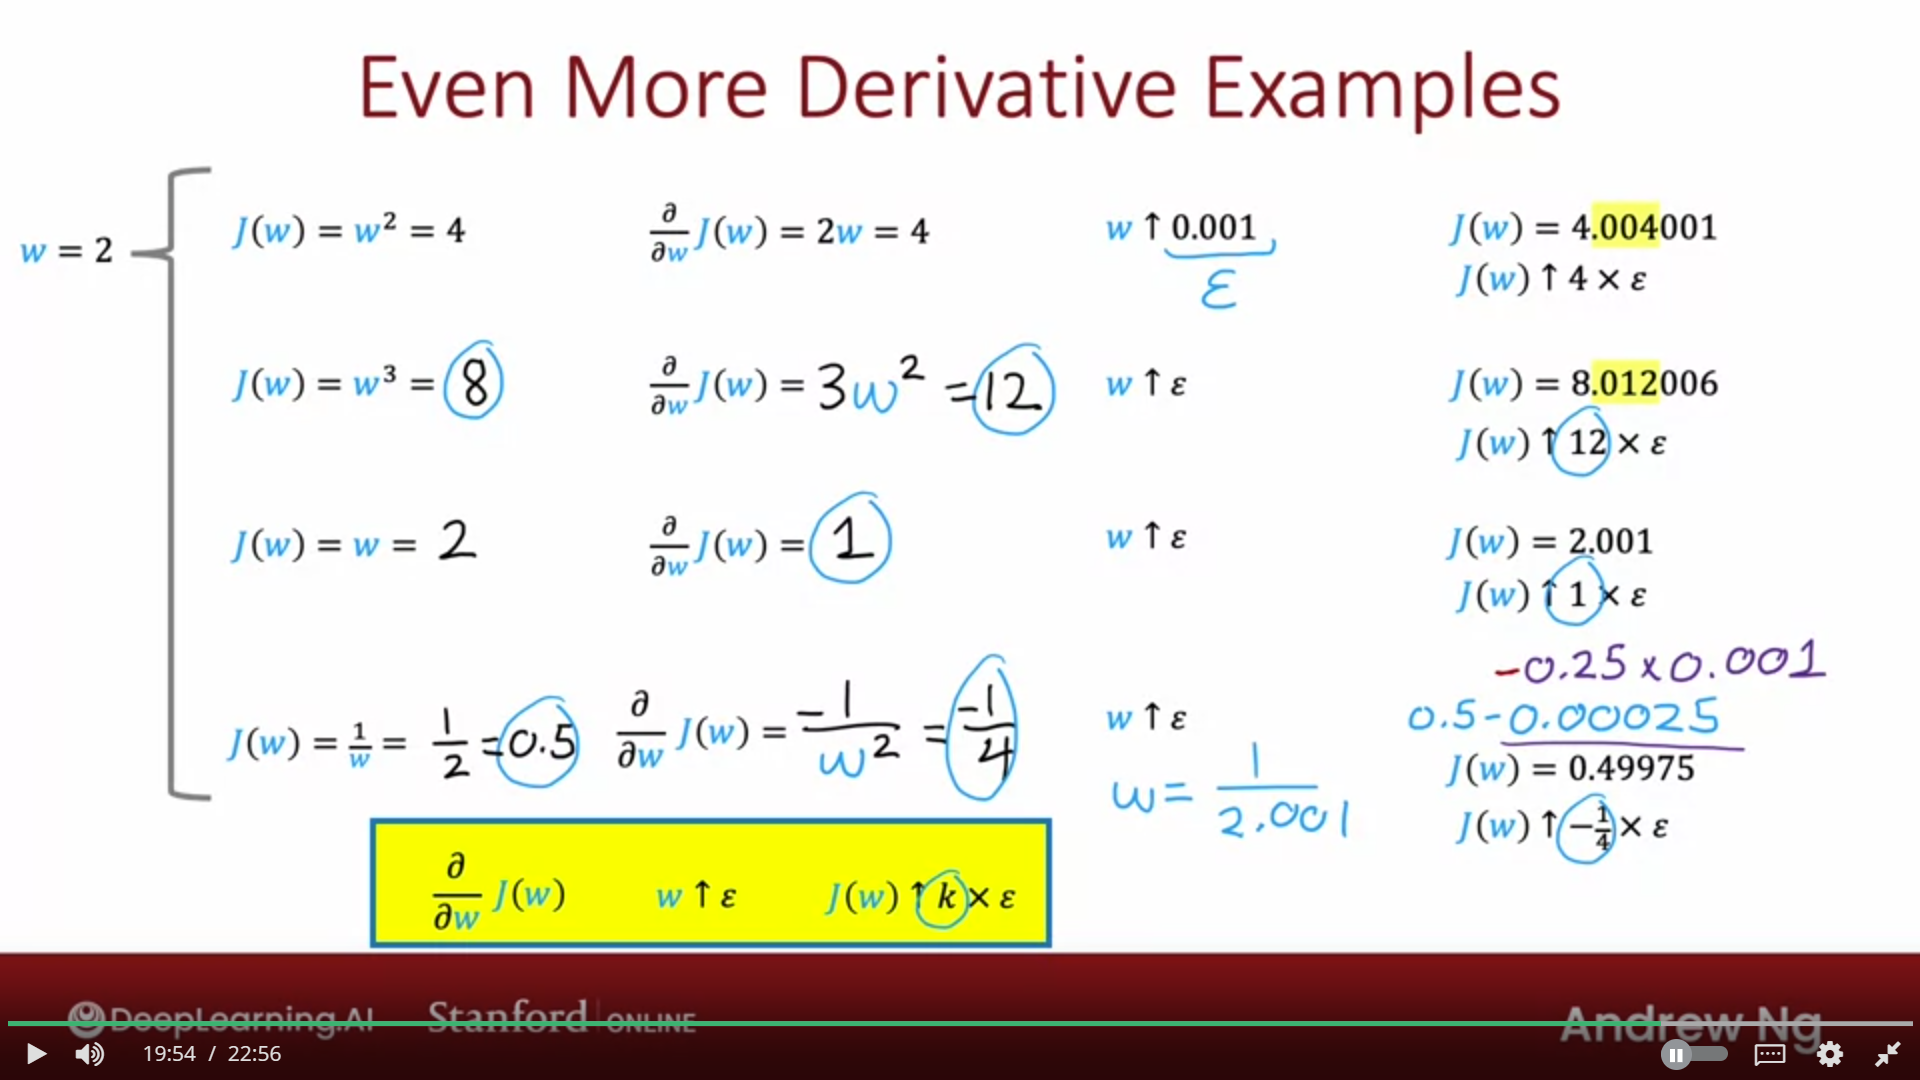 Even More Derivative Examples
w = 2
J(w) = w² = 4    ∂/∂w J(w) = 2w = 4    w ↑ 0.001    J(w) = 4.004001
ε    J(w) ↑ 4 × ε
J(w) = w³ = 8    ∂/∂w J(w) = 3w² = 12    w ↑ ε    J(w) = 8.012006
J(w) ↑ 12 × ε
J(w) = w = 2    ∂/∂w J(w) = 1    w ↑ ε    J(w) = 2.001
J(w) ↑ 1 × ε
-0.25 x 0.001
J(w) = 1/w = 1/2 = 0.5    ∂/∂w J(w) = -1/w² = -1/4    w ↑ ε    0.5 - 0.00025
w = 1/2.001    J(w) = 0.49975
J(w) ↑ -1/4 × ε
∂/∂w J(w)    w ↑ ε    J(w) ↑ k × ε
DeepLearning.AI    Stanford | ONLINE    Andrew Ng
19:54 / 22:56